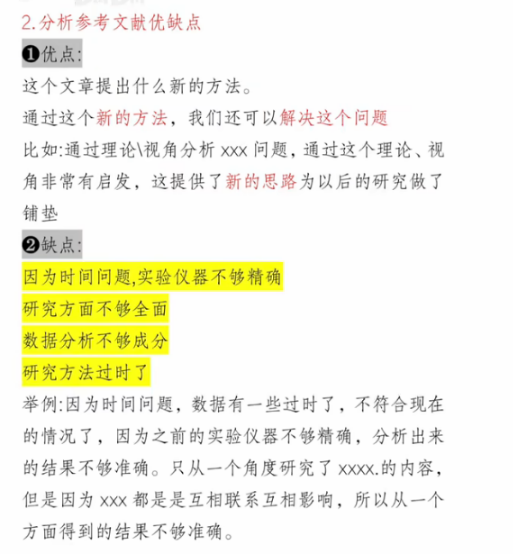 2.分析参考文献优缺点
❶优点:
这个文章提出什么新的方法。
通过这个新的方法，我们还可以解决这个问题
比如:通过理论\视角分析 xxx 问题，通过这个理论、视
角非常有启发，这提供了新的思路为以后的研究做了
铺垫
❷缺点:
因为时间问题,实验仪器不够精确
研究方面不够全面
数据分析不够成分
研究方法过时了
举例:因为时间问题，数据有一些过时了，不符合现在
的情况了，因为之前的实验仪器不够精确，分析出来
的结果不够准确。只从一个角度研究了 xxxx.的内容，
但是因为 xxx 都是是互相联系互相影响，所以从一个
方面得到的结果不够准确。